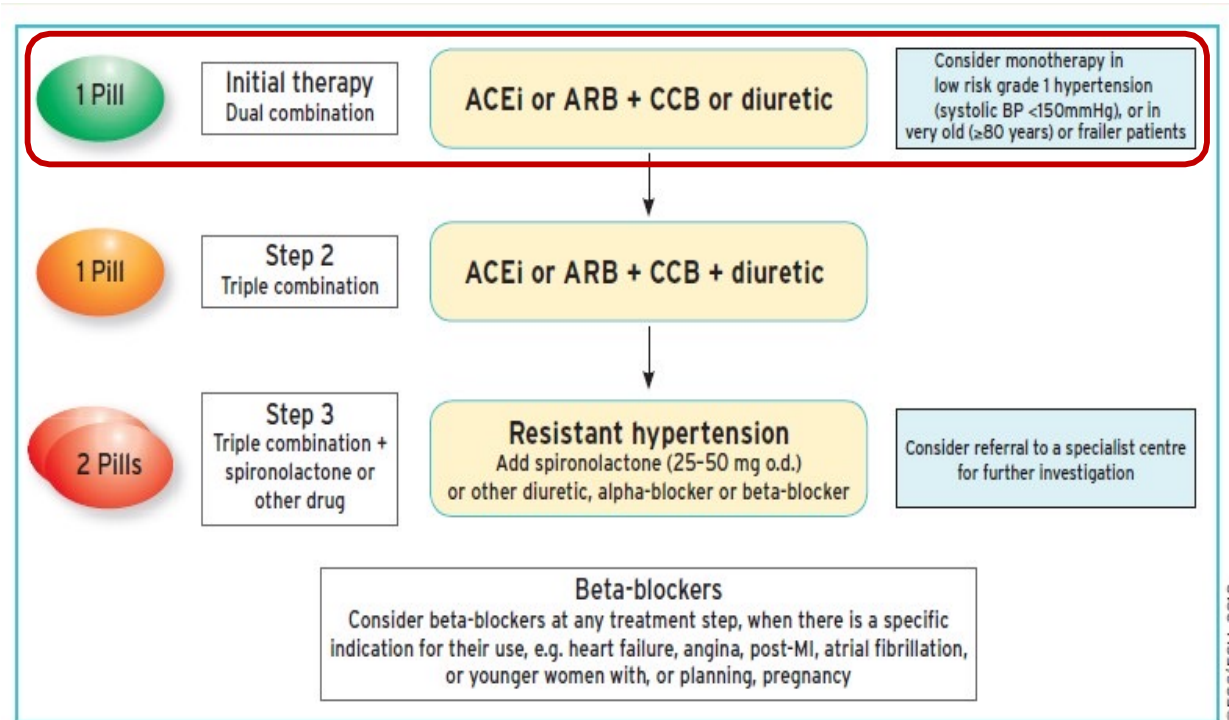 1 Pill
Initial therapy
Dual combination
ACEi or ARB + CCB or diuretic
Consider monotherapy in
low risk grade 1 hypertension
(systolic BP <150mmHg), or in
very old (≥80 years) or frailer patients
1 Pill
Step 2
Triple combination
ACEi or ARB + CCB + diuretic
2 Pills
Step 3
Triple combination +
spironolactone or
other drug
Resistant hypertension
Add spironolactone (25–50 mg o.d.)
or other diuretic, alpha-blocker or beta-blocker
Consider referral to a specialist centre
for further investigation
Beta-blockers
Consider beta-blockers at any treatment step, when there is a specific
indication for their use, e.g. heart failure, angina, post-MI, atrial fibrillation,
or younger women with, or planning, pregnancy